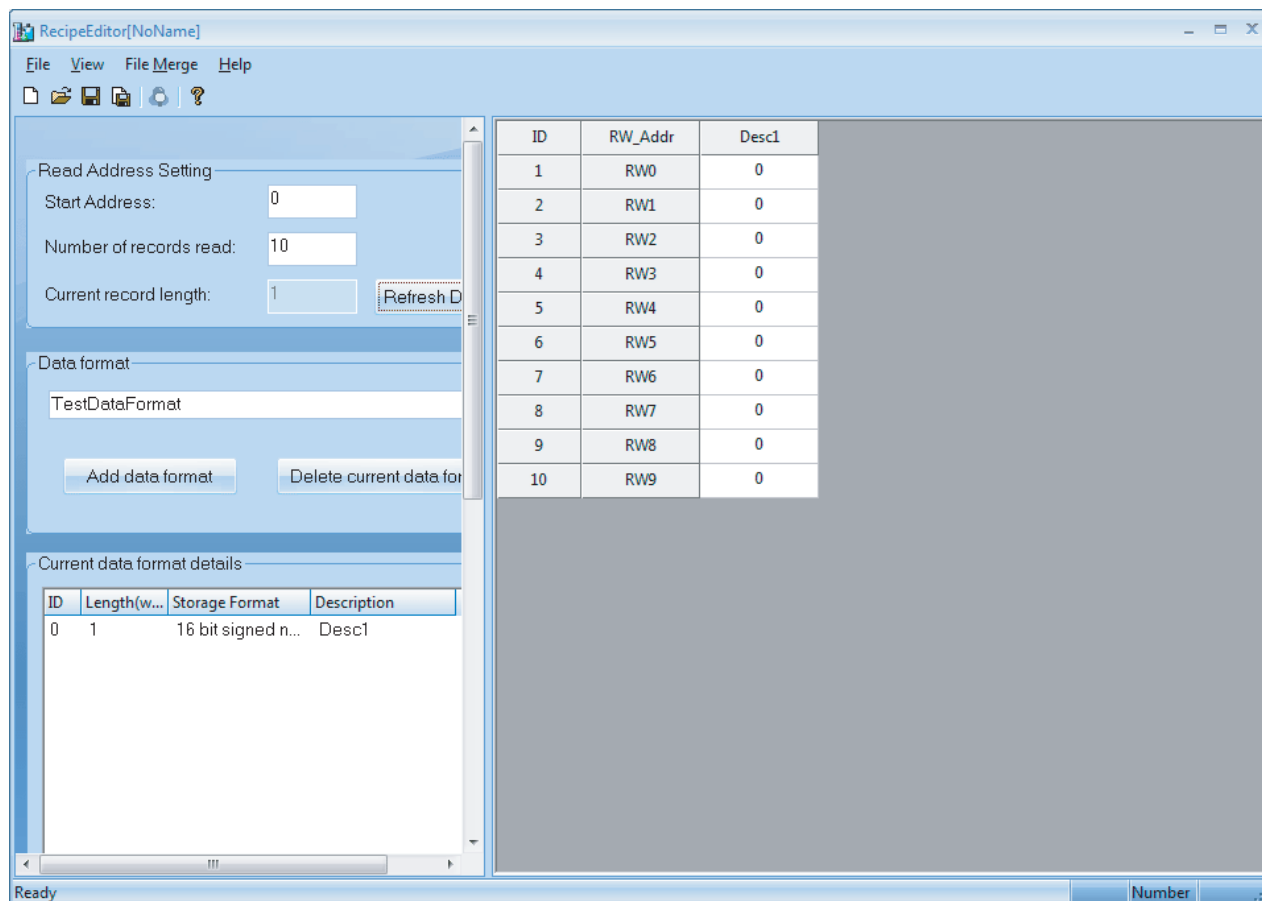 RecipeEditor[NoName]
File View File Merge Help
Read Address Setting
Start Address: 0
Number of records read: 10
Current record length: 1 Refresh D
Data format
TestDataFormat
Add data format Delete current data for
Current data format details
ID Length(w... Storage Format Description
0 1 16 bit signed n... Desc1
ID RW_Addr Desc1
1 RW0 0
2 RW1 0
3 RW2 0
4 RW3 0
5 RW4 0
6 RW5 0
7 RW6 0
8 RW7 0
9 RW8 0
10 RW9 0
Ready Number